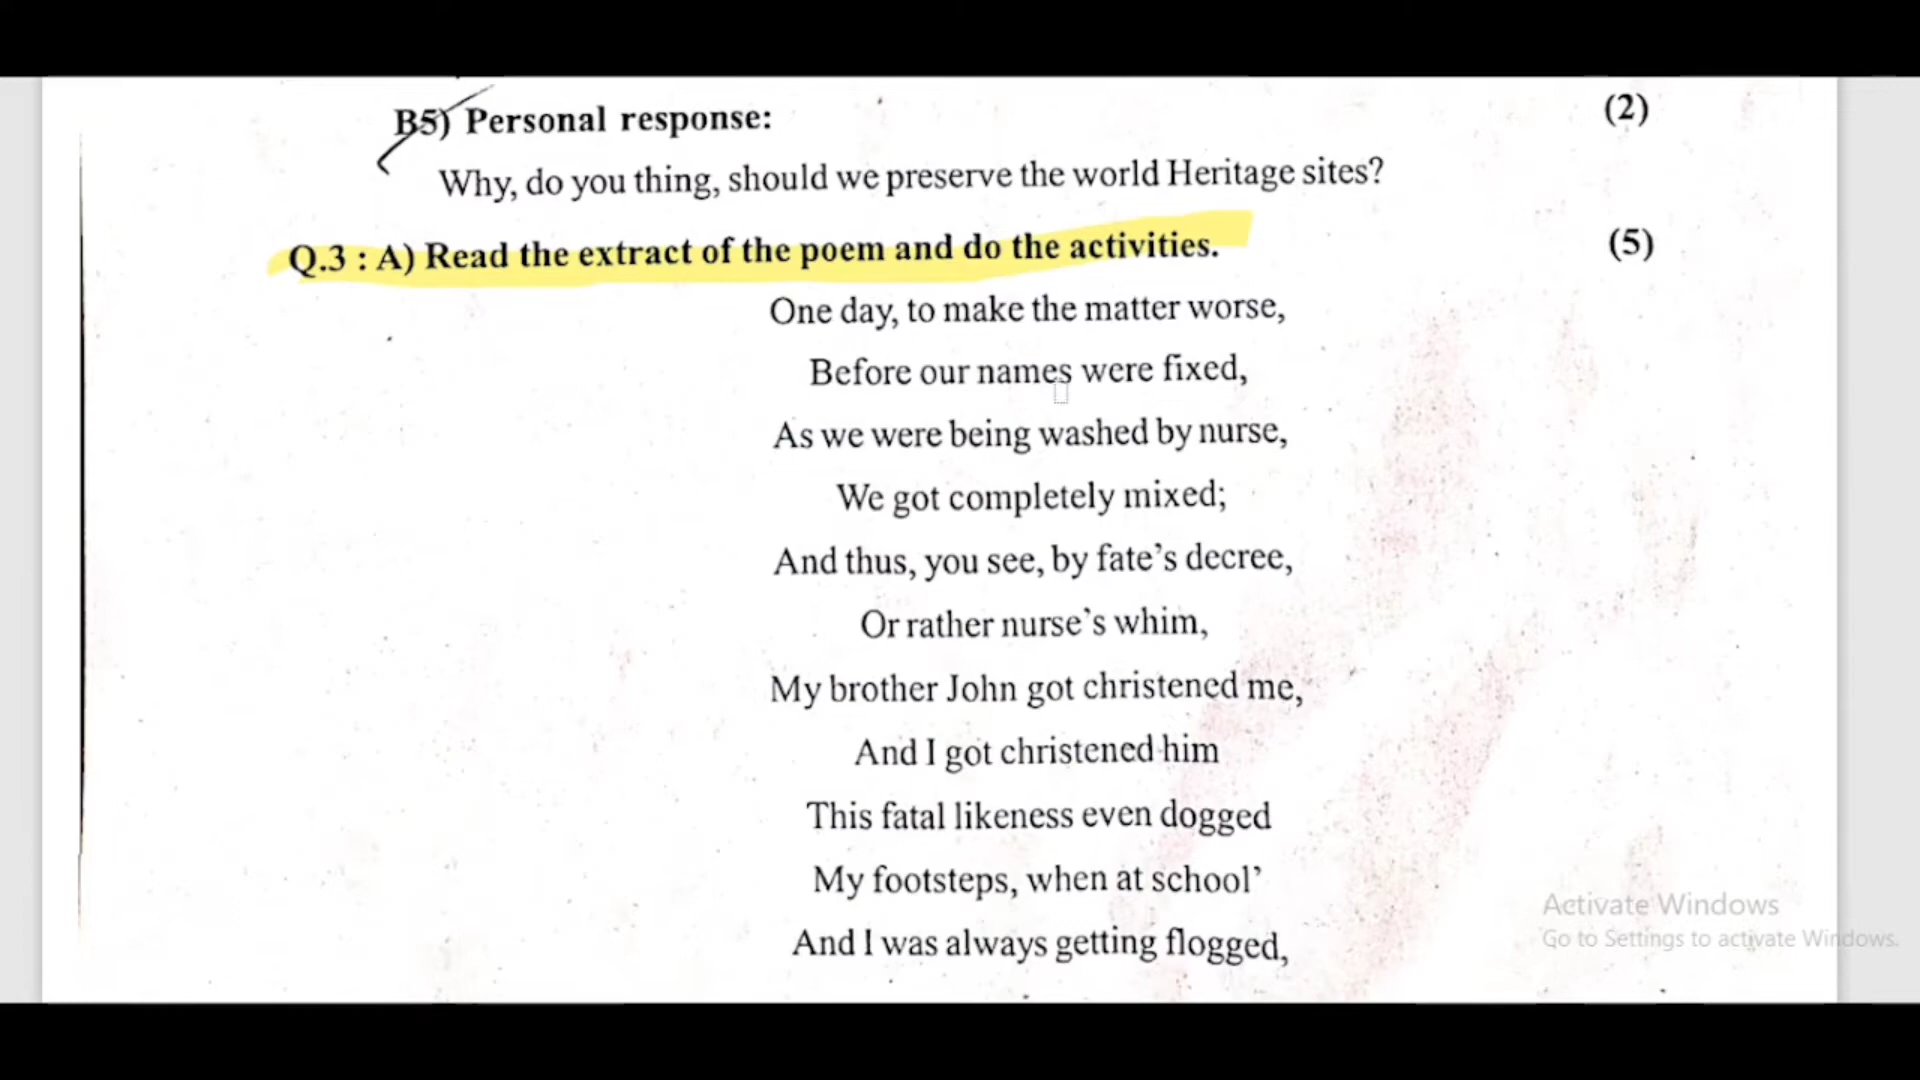 B5) Personal response: (2)
Why, do you thing, should we preserve the world Heritage sites?
Q.3 : A) Read the extract of the poem and do the activities. (5)
One day, to make the matter worse,
Before our names were fixed,
As we were being washed by nurse,
We got completely mixed;
And thus, you see, by fate's decree,
Or rather nurse's whim,
My brother John got christened me,
And I got christened him
This fatal likeness even dogged
My footsteps, when at school'
And I was always getting flogged,
Activate Windows
Go to Settings to activate Windows.